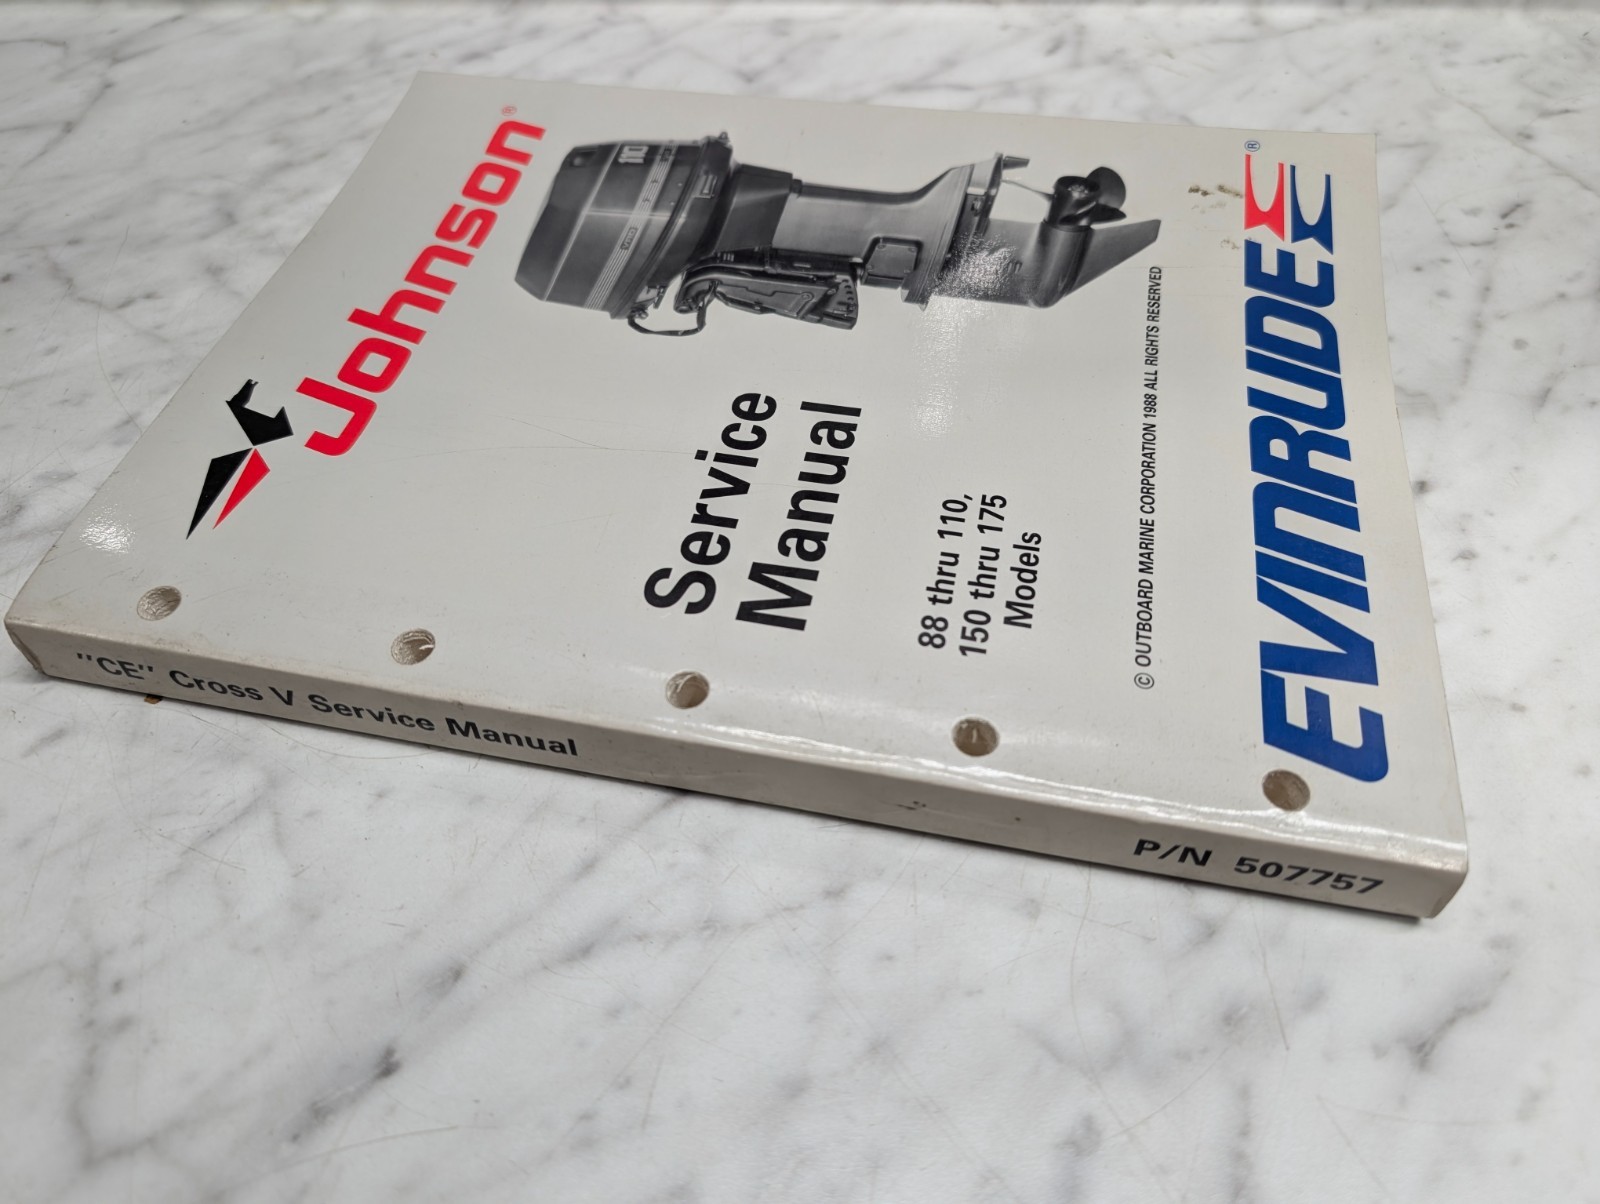 Johnson®
110
Service
Manual
88 thru 110,
150 thru 175
Models
© OUTBOARD MARINE CORPORATION 1988 ALL RIGHTS RESERVED
EVINRUDE®
"CE" Cross V Service Manual
P/N 507757